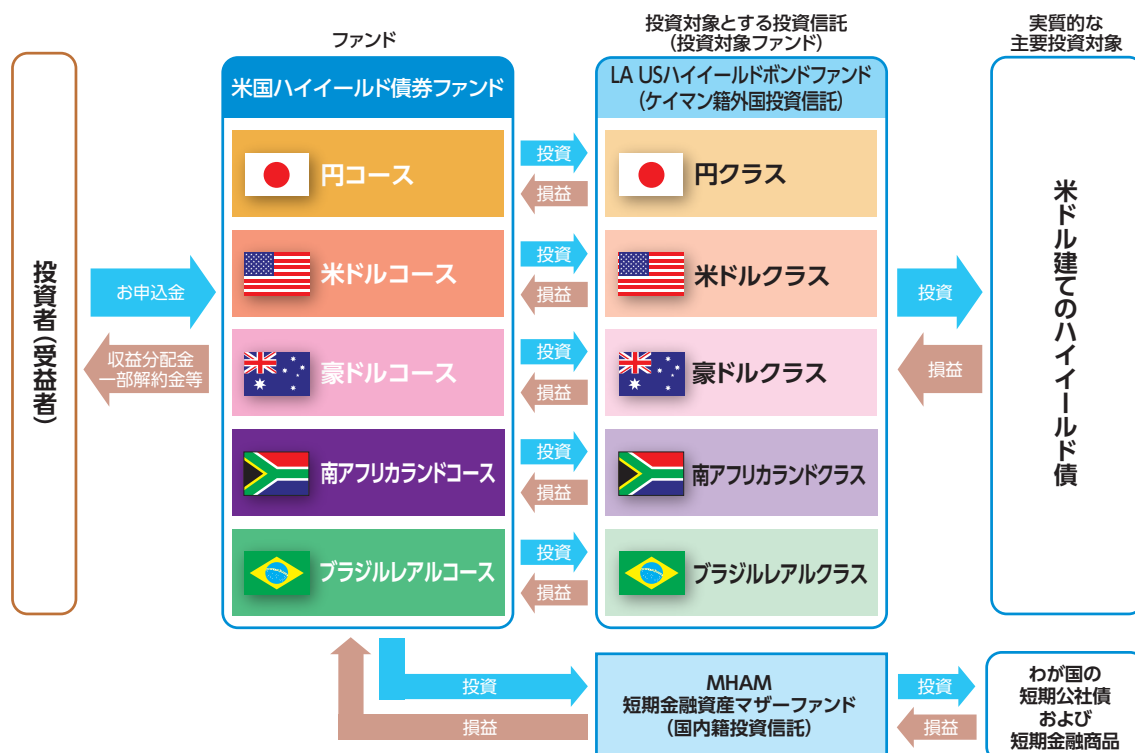 ファンド
投資対象とする投資信託
(投資対象ファンド)
実質的な
主要投資対象
投資者(受益者)
お申込金
収益分配金
一部解約金等
米国ハイイールド債券ファンド
円コース
米ドルコース
豪ドルコース
南アフリカランドコース
ブラジルレアルコース
投資
損益
投資
損益
投資
損益
投資
損益
投資
損益
LA USハイイールドボンドファンド
(ケイマン籍外国投資信託)
円クラス
米ドルクラス
豪ドルクラス
南アフリカランドクラス
ブラジルレアルクラス
投資
損益
米ドル建てのハイイールド債
投資
損益
MHAM
短期金融資産マザーファンド
(国内籍投資信託)
投資
損益
わが国の
短期公社債
および
短期金融商品